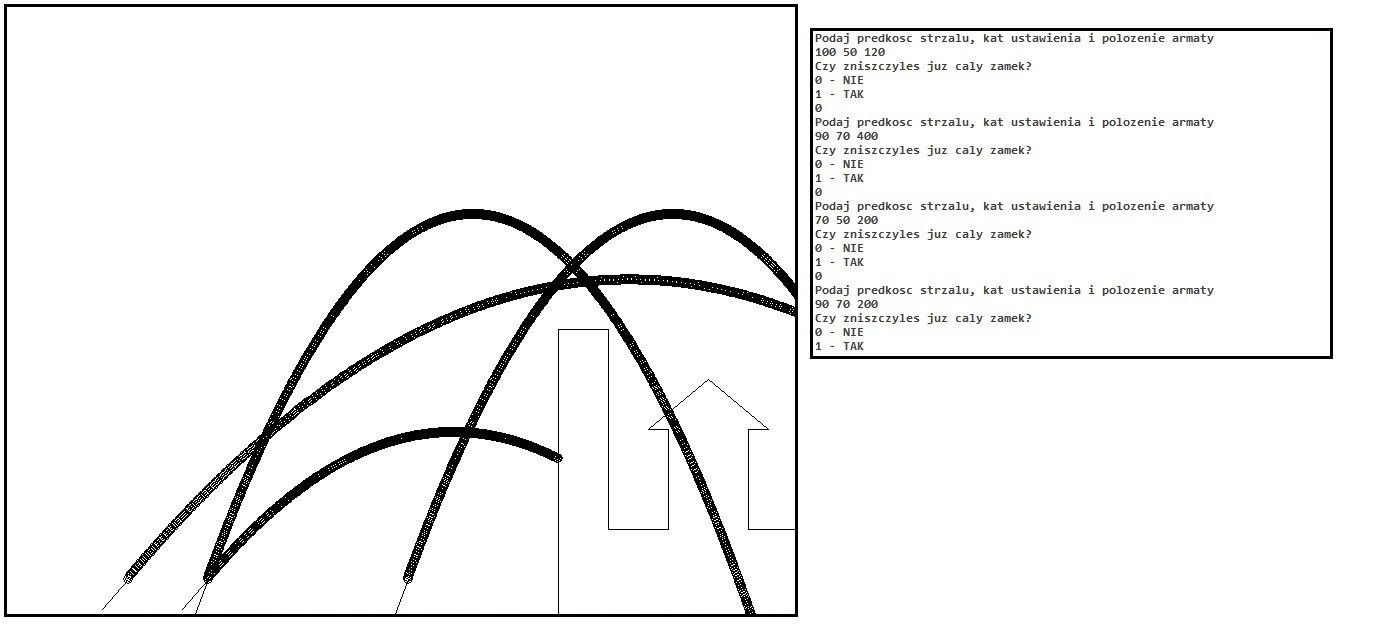 Podaj predkosc strzalu, kat ustawienia i polozenie armaty
100 50 120
Czy zniszczyles juz caly zamek?
0 - NIE
1 - TAK
0
Podaj predkosc strzalu, kat ustawienia i polozenie armaty
90 70 400
Czy zniszczyles juz caly zamek?
0 - NIE
1 - TAK
0
Podaj predkosc strzalu, kat ustawienia i polozenie armaty
70 50 200
Czy zniszczyles juz caly zamek?
0 - NIE
1 - TAK
0
Podaj predkosc strzalu, kat ustawienia i polozenie armaty
90 70 200
Czy zniszczyles juz caly zamek?
0 - NIE
1 - TAK